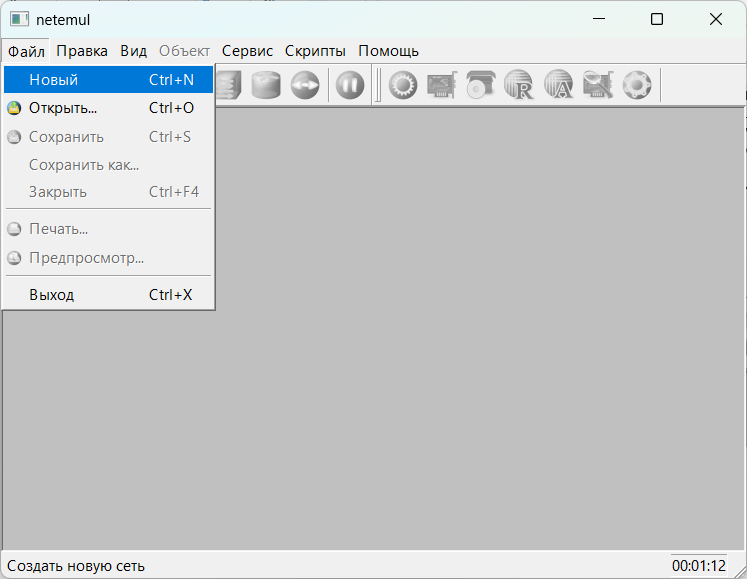 netemul
Файл Правка Вид Объект Сервис Скрипты Помощь
Новый Ctrl+N
Открыть... Ctrl+O
Сохранить Ctrl+S
Сохранить как...
Закрыть Ctrl+F4
Печать...
Предпросмотр...
Выход Ctrl+X
R A
Создать новую сеть 00:01:12